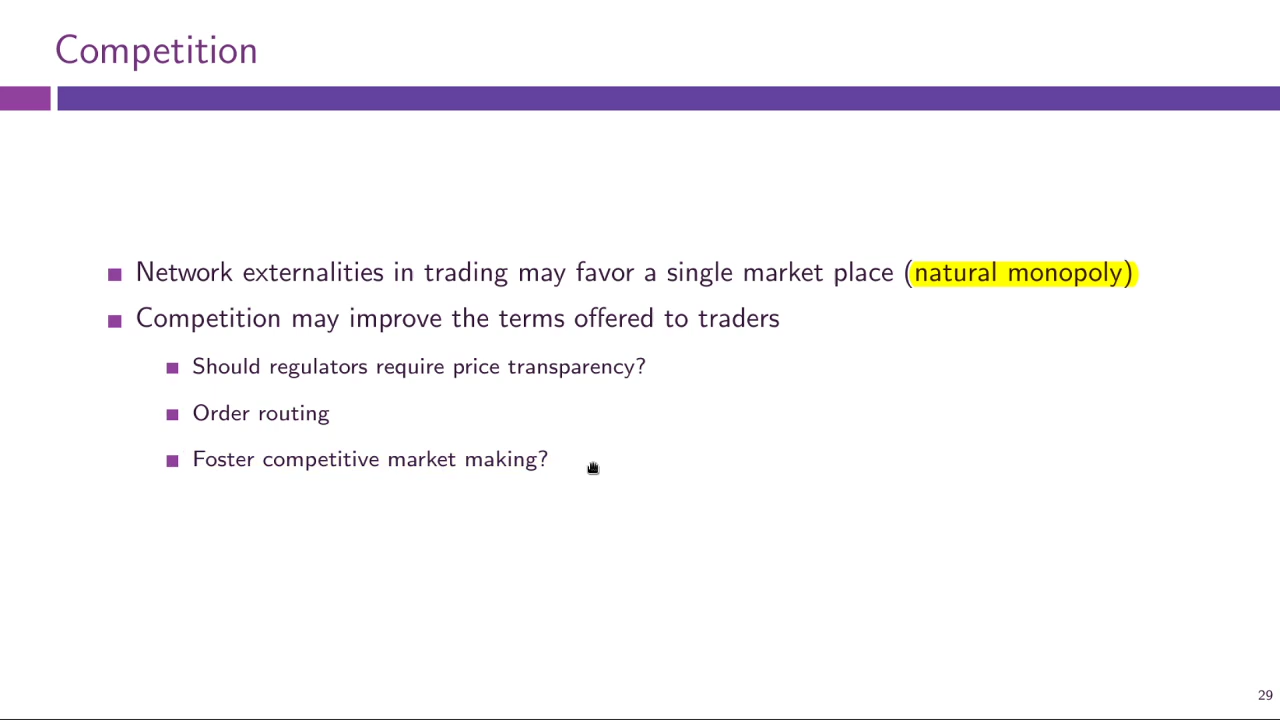 Competition
Network externalities in trading may favor a single market place (natural monopoly)
Competition may improve the terms offered to traders
Should regulators require price transparency?
Order routing
Foster competitive market making?
29